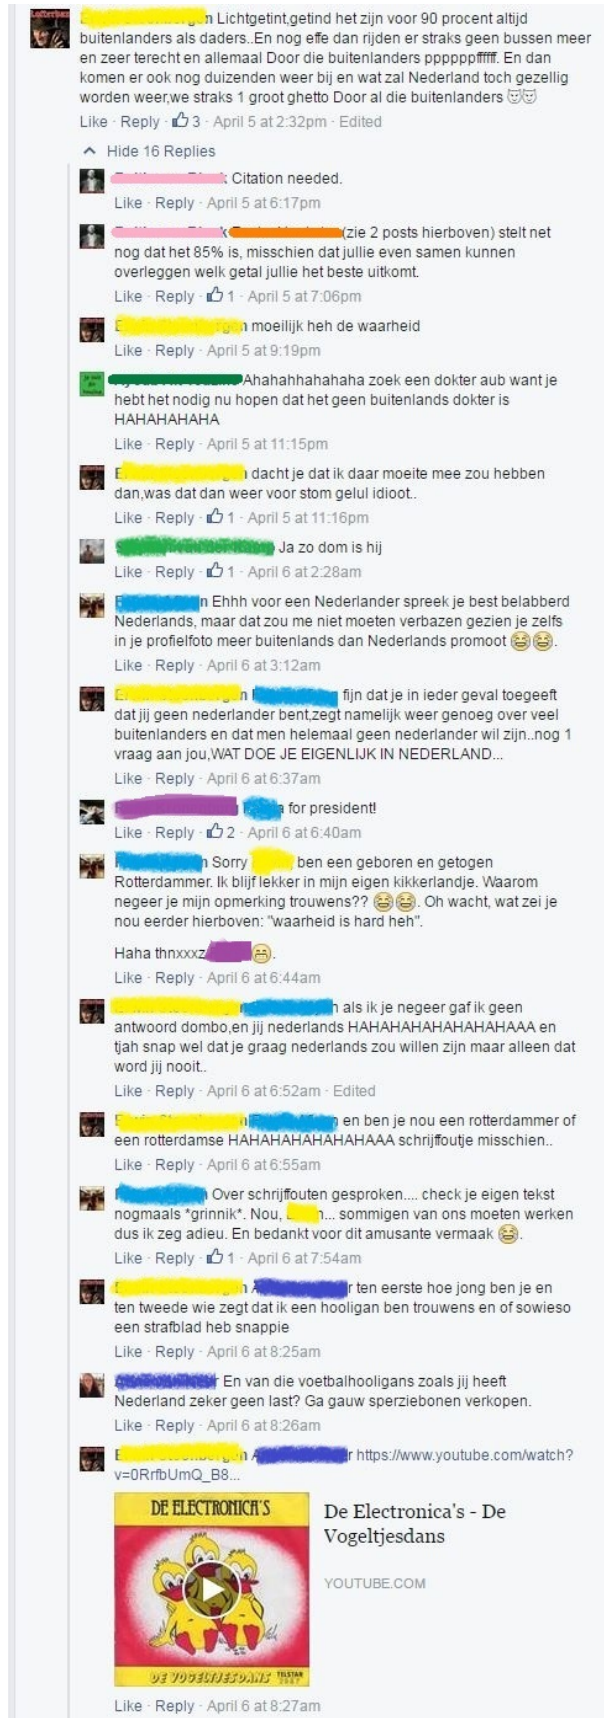 n Lichtgetint,getind het zijn voor 90 procent altijd
buitenlanders als daders..En nog effe dan rijden er straks geen bussen meer
en zeer terecht en allemaal Door die buitenlanders ppppppffffff. En dan
komen er ook nog duizenden weer bij en wat zal Nederland toch gezellig
worden weer,we straks 1 groot ghetto Door al die buitenlanders 😈😈
Like · Reply · 3 · April 5 at 2:32pm · Edited
Hide 16 Replies
k Citation needed.
Like · Reply · April 5 at 6:17pm
(zie 2 posts hierboven) stelt net
nog dat het 85% is, misschien dat jullie even samen kunnen
overleggen welk getal jullie het beste uitkomt.
Like · Reply · 1 · April 5 at 7:06pm
n moeilijk heh de waarheid
Like · Reply · April 5 at 9:19pm
Ahahahhahahaha zoek een dokter aub want je
hebt het nodig nu hopen dat het geen buitenlands dokter is
HAHAHAHAHA
Like · Reply · April 5 at 11:15pm
n dacht je dat ik daar moeite mee zou hebben
dan,was dat dan weer voor stom gelul idioot..
Like · Reply · 1 · April 5 at 11:16pm
Ja zo dom is hij
Like · Reply · 1 · April 6 at 2:28am
n Ehhh voor een Nederlander spreek je best belabberd
Nederlands, maar dat zou me niet moeten verbazen gezien je zelfs
in je profielfoto meer buitenlands dan Nederlands promoot 😂😂.
Like · Reply · April 6 at 3:12am
n fijn dat je in ieder geval toegeeft
dat jij geen nederlander bent,zegt namelijk weer genoeg over veel
buitenlanders en dat men helemaal geen nederlander wil zijn..nog 1
vraag aan jou,WAT DOE JE EIGENLIJK IN NEDERLAND...
Like · Reply · April 6 at 6:37am
for president!
Like · Reply · 2 · April 6 at 6:40am
n Sorry ben een geboren en getogen
Rotterdammer. Ik blijf lekker in mijn eigen kikkerlandje. Waarom
negeer je mijn opmerking trouwens?? 😂😂. Oh wacht, wat zei je
nou eerder hierboven: "waarheid is hard heh".
Haha thnxxxz 😁.
Like · Reply · April 6 at 6:44am
n als ik je negeer gaf ik geen
antwoord dombo,en jij nederlands HAHAHAHAHAHAHAHAAA en
tjah snap wel dat je graag nederlands zou willen zijn maar alleen dat
word jij nooit..
Like · Reply · April 6 at 6:52am · Edited
n en ben je nou een rotterdammer of
een rotterdamse HAHAHAHAHAHAHAAA schrijffoutje misschien..
Like · Reply · April 6 at 6:55am
Over schrijffouten gesproken.... check je eigen tekst
nogmaals *grinnik*. Nou, n... sommigen van ons moeten werken
dus ik zeg adieu. En bedankt voor dit amusante vermaak 😂.
Like · Reply · 1 · April 6 at 7:54am
n r ten eerste hoe jong ben je en
ten tweede wie zegt dat ik een hooligan ben trouwens en of sowieso
een strafblad heb snappie
Like · Reply · April 6 at 8:25am
r En van die voetbalhooligans zoals jij heeft
Nederland zeker geen last? Ga gauw sperziebonen verkopen.
Like · Reply · April 6 at 8:26am
n r https://www.youtube.com/watch?
v=0RrfbUmQ_B8...
DE ELECTRONICA'S
DE VOGELTJESDANS
TELSTAR
De Electronica's - De
Vogeltjesdans
YOUTUBE.COM
Like · Reply · April 6 at 8:27am